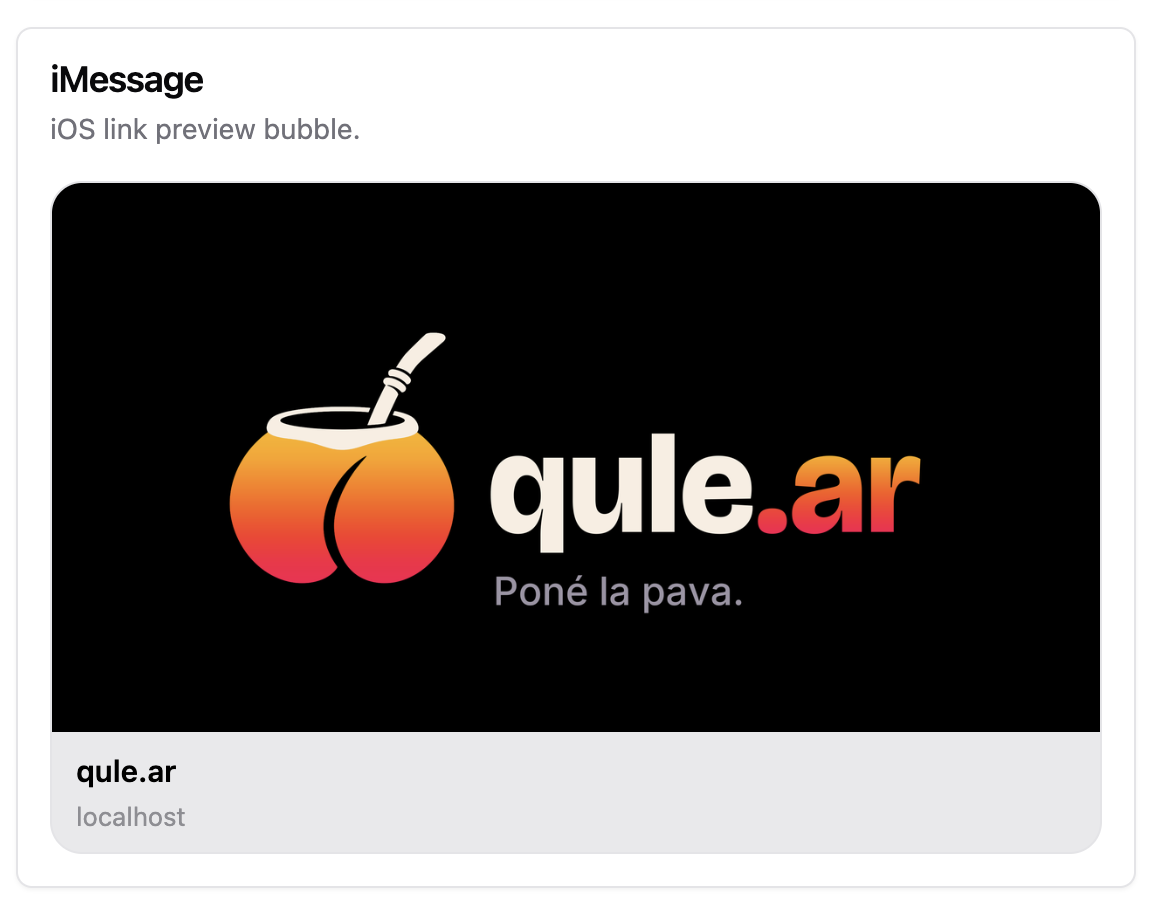 iMessage
iOS link preview bubble.
qule.ar
Poné la pava.
qule.ar
localhost